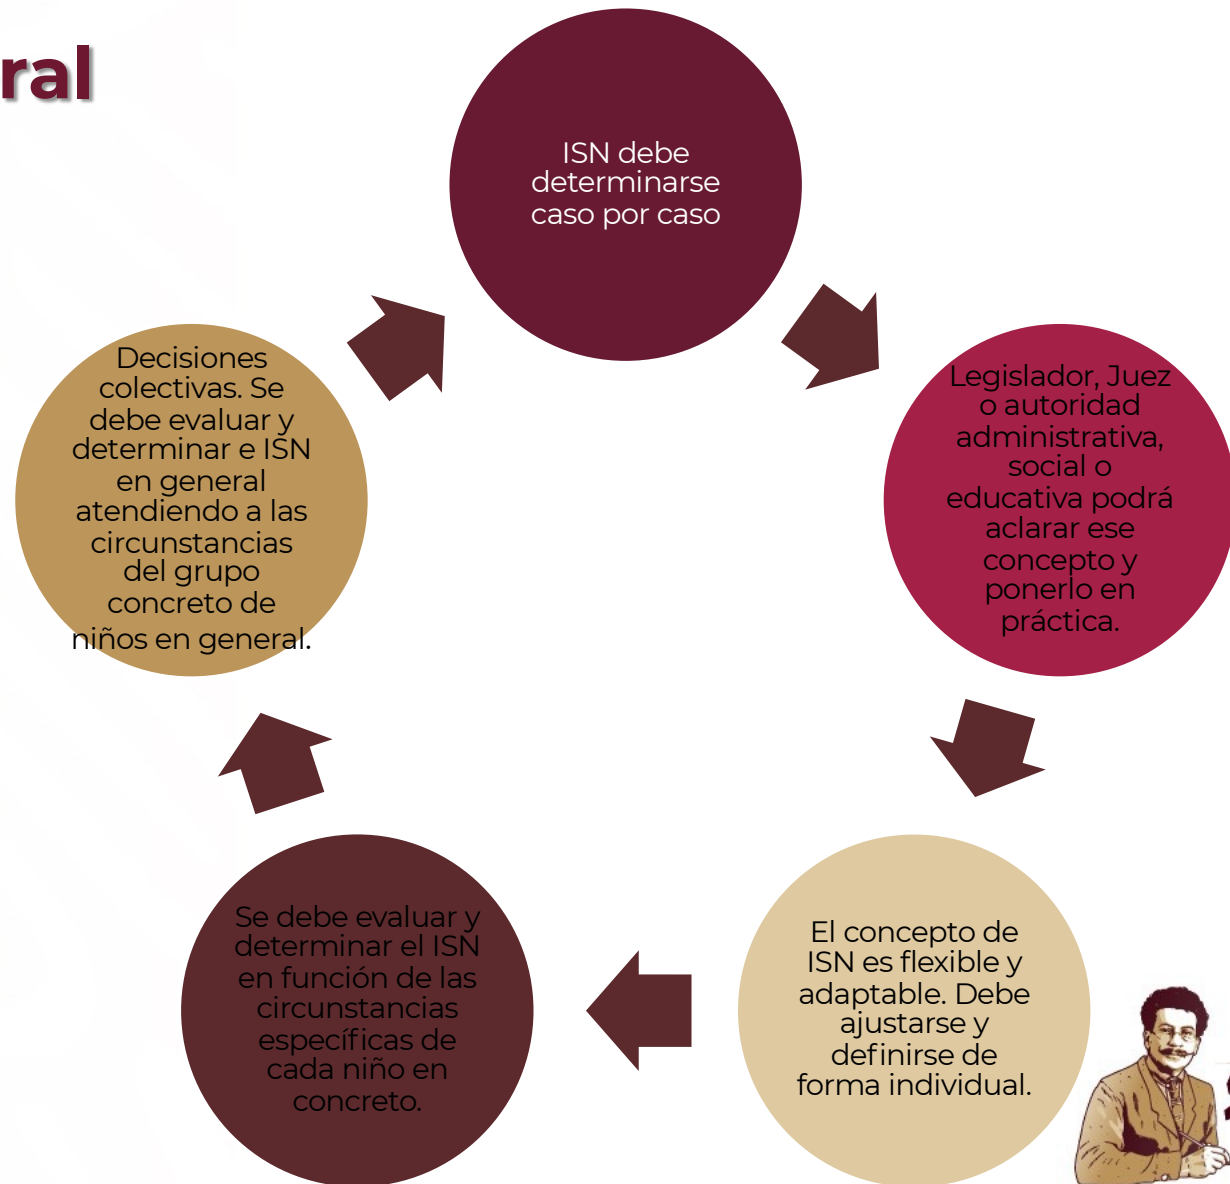 ral
ISN debe
determinarse
caso por caso
Legislador, Juez
o autoridad
administrativa,
social o
educativa podrá
aclarar ese
concepto y
ponerlo en
práctica.
El concepto de
ISN es flexible y
adaptable. Debe
ajustarse y
definirse de
forma individual.
Se debe evaluar y
determinar el ISN
en función de las
circunstancias
específicas de
cada niño en
concreto.
Decisiones
colectivas. Se
debe evaluar y
determinar e ISN
en general
atendiendo a las
circunstancias
del grupo
concreto de
niños en general.